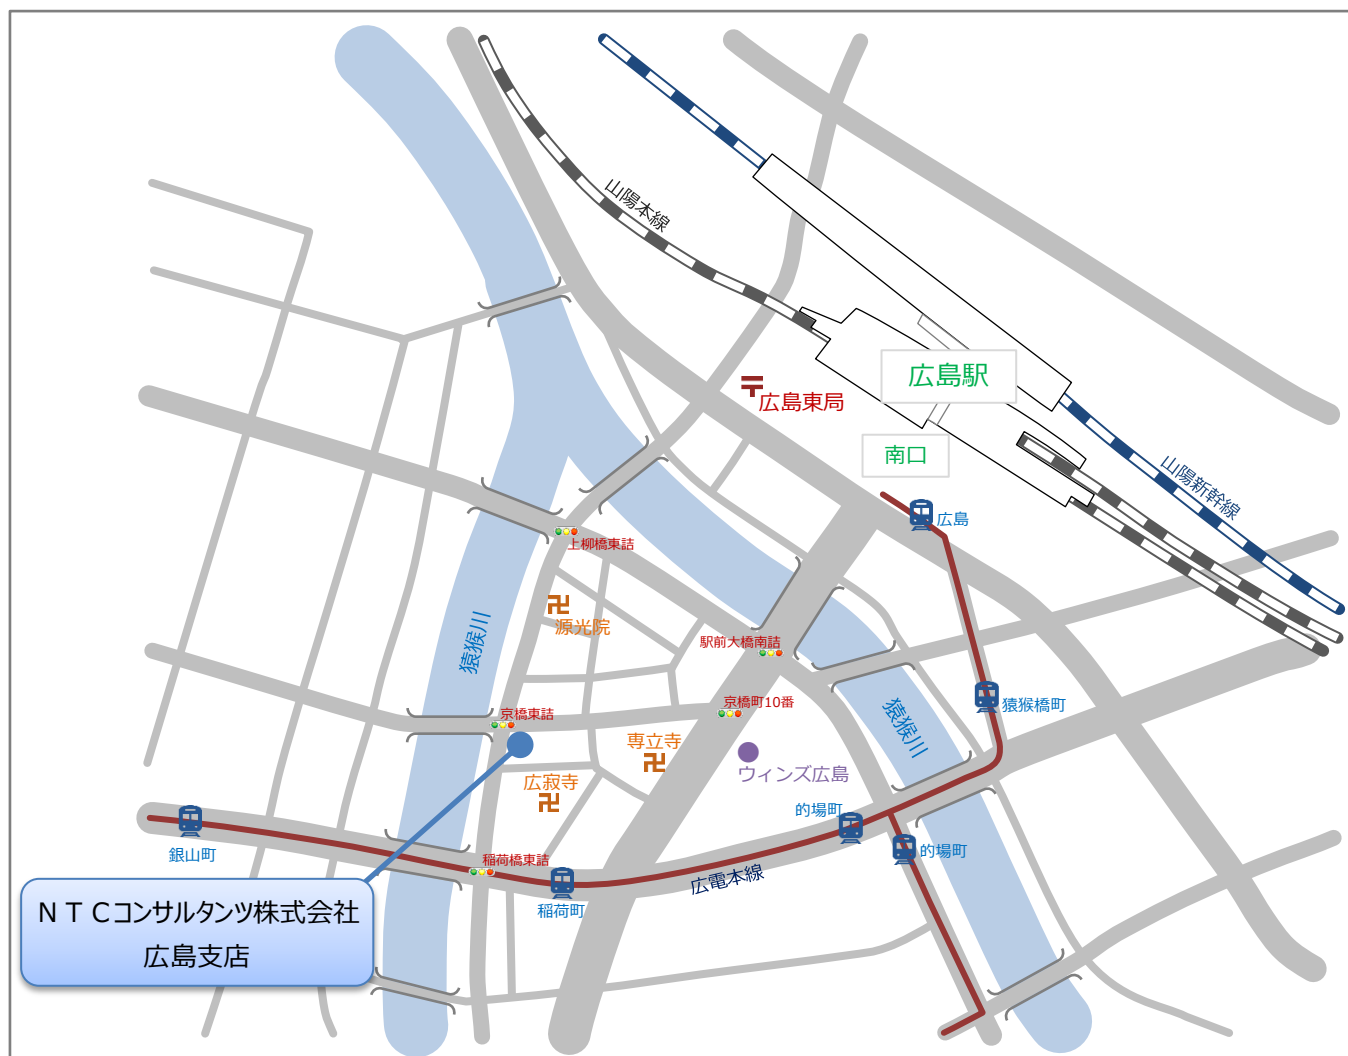 山陽本線
広島駅
広島東局
南口
山陽新幹線
広島
上柳橋東詰
源光院
猿猴川
駅前大橋南詰
京橋町10番
猿猴橋町
京橋東詰
猿猴川
専立寺
ウィンズ広島
広寂寺
的場町
銀山町
稲荷橋東詰
的場町
広電本線
稲荷町
NTCコンサルタンツ株式会社
広島支店